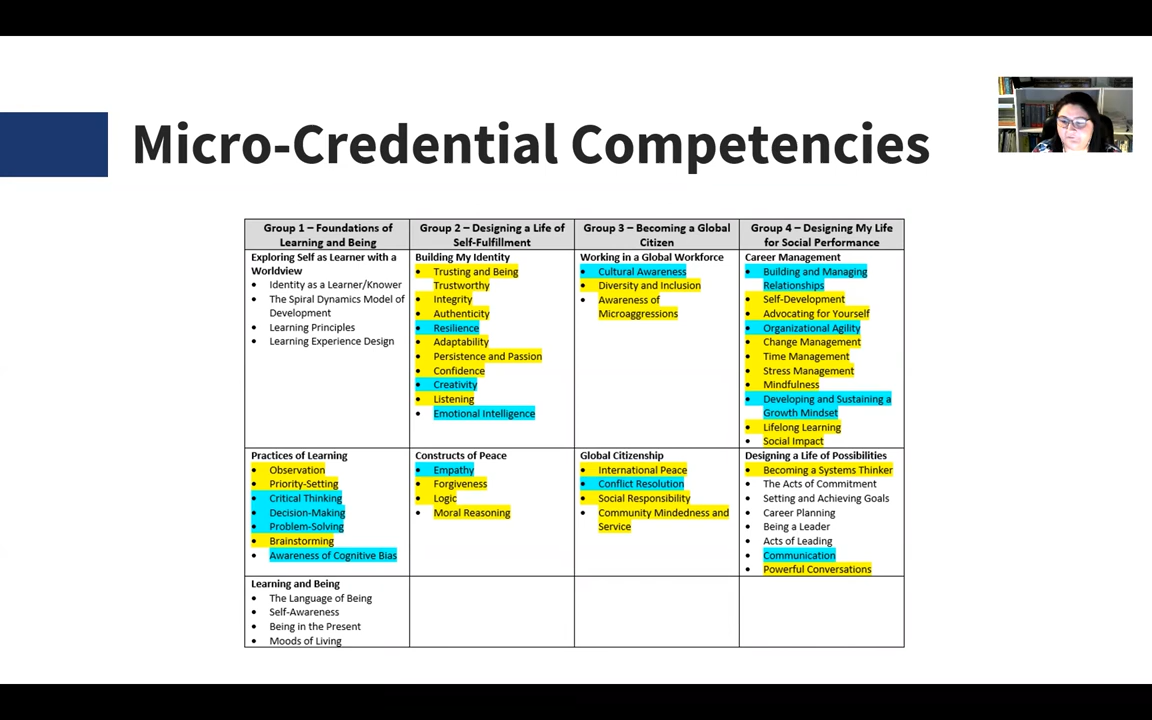 Micro-Credential Competencies
Group 1 – Foundations of
Learning and Being
Group 2 – Designing a Life of
Self-Fulfillment
Group 3 – Becoming a Global
Citizen
Group 4 – Designing My Life
for Social Performance
Exploring Self as Learner with a
Worldview
• Identity as a Learner/Knower
• The Spiral Dynamics Model of
Development
• Learning Principles
• Learning Experience Design
Building My Identity
• Trusting and Being
Trustworthy
• Integrity
• Authenticity
• Resilience
• Adaptability
• Persistence and Passion
• Confidence
• Creativity
• Listening
• Emotional Intelligence
Working in a Global Workforce
• Cultural Awareness
• Diversity and Inclusion
• Awareness of
Microaggressions
Career Management
• Building and Managing
Relationships
• Self-Development
• Advocating for Yourself
• Organizational Agility
• Change Management
• Time Management
• Stress Management
• Mindfulness
• Developing and Sustaining a
Growth Mindset
• Lifelong Learning
• Social Impact
Practices of Learning
• Observation
• Priority-Setting
• Critical Thinking
• Decision-Making
• Problem-Solving
• Brainstorming
• Awareness of Cognitive Bias
Constructs of Peace
• Empathy
• Forgiveness
• Logic
• Moral Reasoning
Global Citizenship
• International Peace
• Conflict Resolution
• Social Responsibility
• Community Mindedness and
Service
Designing a Life of Possibilities
• Becoming a Systems Thinker
• The Acts of Commitment
• Setting and Achieving Goals
• Career Planning
• Being a Leader
• Acts of Leading
• Communication
• Powerful Conversations
Learning and Being
• The Language of Being
• Self-Awareness
• Being in the Present
• Moods of Living